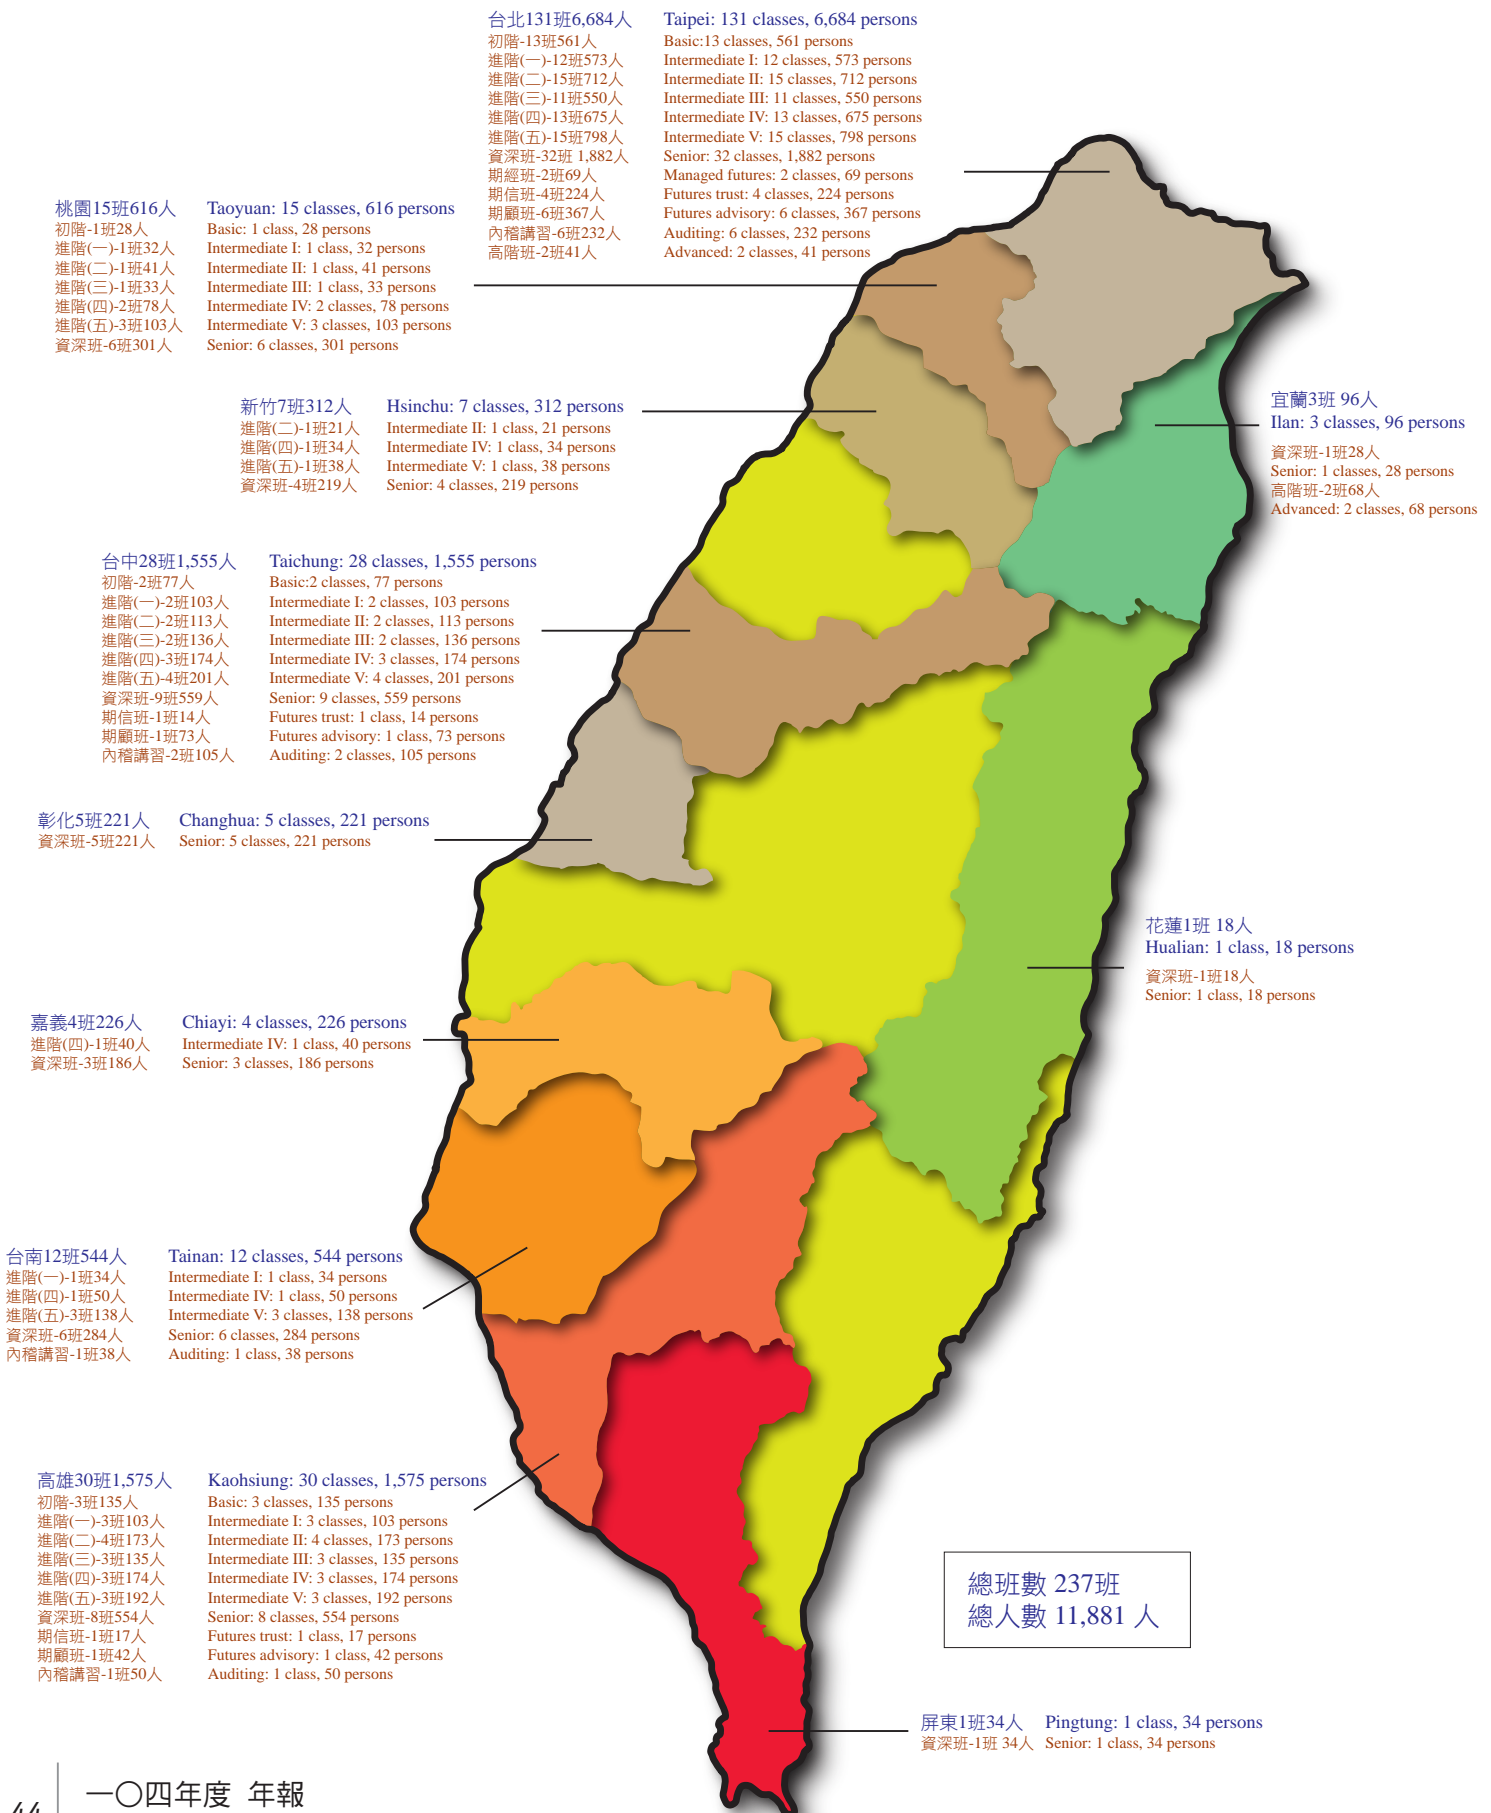 台北131班6,684人 Taipei: 131 classes, 6,684 persons
初階-13班561人 Basic:13 classes, 561 persons
進階(一)-12班573人 Intermediate I: 12 classes, 573 persons
進階(二)-15班712人 Intermediate II: 15 classes, 712 persons
進階(三)-11班550人 Intermediate III: 11 classes, 550 persons
進階(四)-13班675人 Intermediate IV: 13 classes, 675 persons
進階(五)-15班798人 Intermediate V: 15 classes, 798 persons
資深班-32班 1,882人 Senior: 32 classes, 1,882 persons
期經班-2班69人 Managed futures: 2 classes, 69 persons
期信班-4班224人 Futures trust: 4 classes, 224 persons
期顧班-6班367人 Futures advisory: 6 classes, 367 persons
內稽講習-6班232人 Auditing: 6 classes, 232 persons
高階班-2班41人 Advanced: 2 classes, 41 persons
桃園15班616人 Taoyuan: 15 classes, 616 persons
初階-1班28人 Basic: 1 class, 28 persons
進階(一)-1班32人 Intermediate I: 1 class, 32 persons
進階(二)-1班41人 Intermediate II: 1 class, 41 persons
進階(三)-1班33人 Intermediate III: 1 class, 33 persons
進階(四)-2班78人 Intermediate IV: 2 classes, 78 persons
進階(五)-3班103人 Intermediate V: 3 classes, 103 persons
資深班-6班301人 Senior: 6 classes, 301 persons
新竹7班312人 Hsinchu: 7 classes, 312 persons
進階(二)-1班21人 Intermediate II: 1 class, 21 persons
進階(四)-1班34人 Intermediate IV: 1 class, 34 persons
進階(五)-1班38人 Intermediate V: 1 class, 38 persons
資深班-4班219人 Senior: 4 classes, 219 persons
宜蘭3班 96人
Ilan: 3 classes, 96 persons
資深班-1班28人
Senior: 1 classes, 28 persons
高階班-2班68人
Advanced: 2 classes, 68 persons
台中28班1,555人 Taichung: 28 classes, 1,555 persons
初階-2班77人 Basic:2 classes, 77 persons
進階(一)-2班103人 Intermediate I: 2 classes, 103 persons
進階(二)-2班113人 Intermediate II: 2 classes, 113 persons
進階(三)-2班136人 Intermediate III: 2 classes, 136 persons
進階(四)-3班174人 Intermediate IV: 3 classes, 174 persons
進階(五)-4班201人 Intermediate V: 4 classes, 201 persons
資深班-9班559人 Senior: 9 classes, 559 persons
期信班-1班14人 Futures trust: 1 class, 14 persons
期顧班-1班73人 Futures advisory: 1 class, 73 persons
內稽講習-2班105人 Auditing: 2 classes, 105 persons
彰化5班221人 Changhua: 5 classes, 221 persons
資深班-5班221人 Senior: 5 classes, 221 persons
花蓮1班 18人
Hualian: 1 class, 18 persons
資深班-1班18人
Senior: 1 class, 18 persons
嘉義4班226人 Chiayi: 4 classes, 226 persons
進階(四)-1班40人 Intermediate IV: 1 class, 40 persons
資深班-3班186人 Senior: 3 classes, 186 persons
台南12班544人 Tainan: 12 classes, 544 persons
進階(一)-1班34人 Intermediate I: 1 class, 34 persons
進階(四)-1班50人 Intermediate IV: 1 class, 50 persons
進階(五)-3班138人 Intermediate V: 3 classes, 138 persons
資深班-6班284人 Senior: 6 classes, 284 persons
內稽講習-1班38人 Auditing: 1 class, 38 persons
高雄30班1,575人 Kaohsiung: 30 classes, 1,575 persons
初階-3班135人 Basic: 3 classes, 135 persons
進階(一)-3班103人 Intermediate I: 3 classes, 103 persons
進階(二)-4班173人 Intermediate II: 4 classes, 173 persons
進階(三)-3班135人 Intermediate III: 3 classes, 135 persons
進階(四)-3班174人 Intermediate IV: 3 classes, 174 persons
進階(五)-3班192人 Intermediate V: 3 classes, 192 persons
資深班-8班554人 Senior: 8 classes, 554 persons
期信班-1班17人 Futures trust: 1 class, 17 persons
期顧班-1班42人 Futures advisory: 1 class, 42 persons
內稽講習-1班50人 Auditing: 1 class, 50 persons
總班數 237班
總人數 11,881 人
屏東1班34人 Pingtung: 1 class, 34 persons
資深班-1班 34人 Senior: 1 class, 34 persons
44 一〇四年度 年報